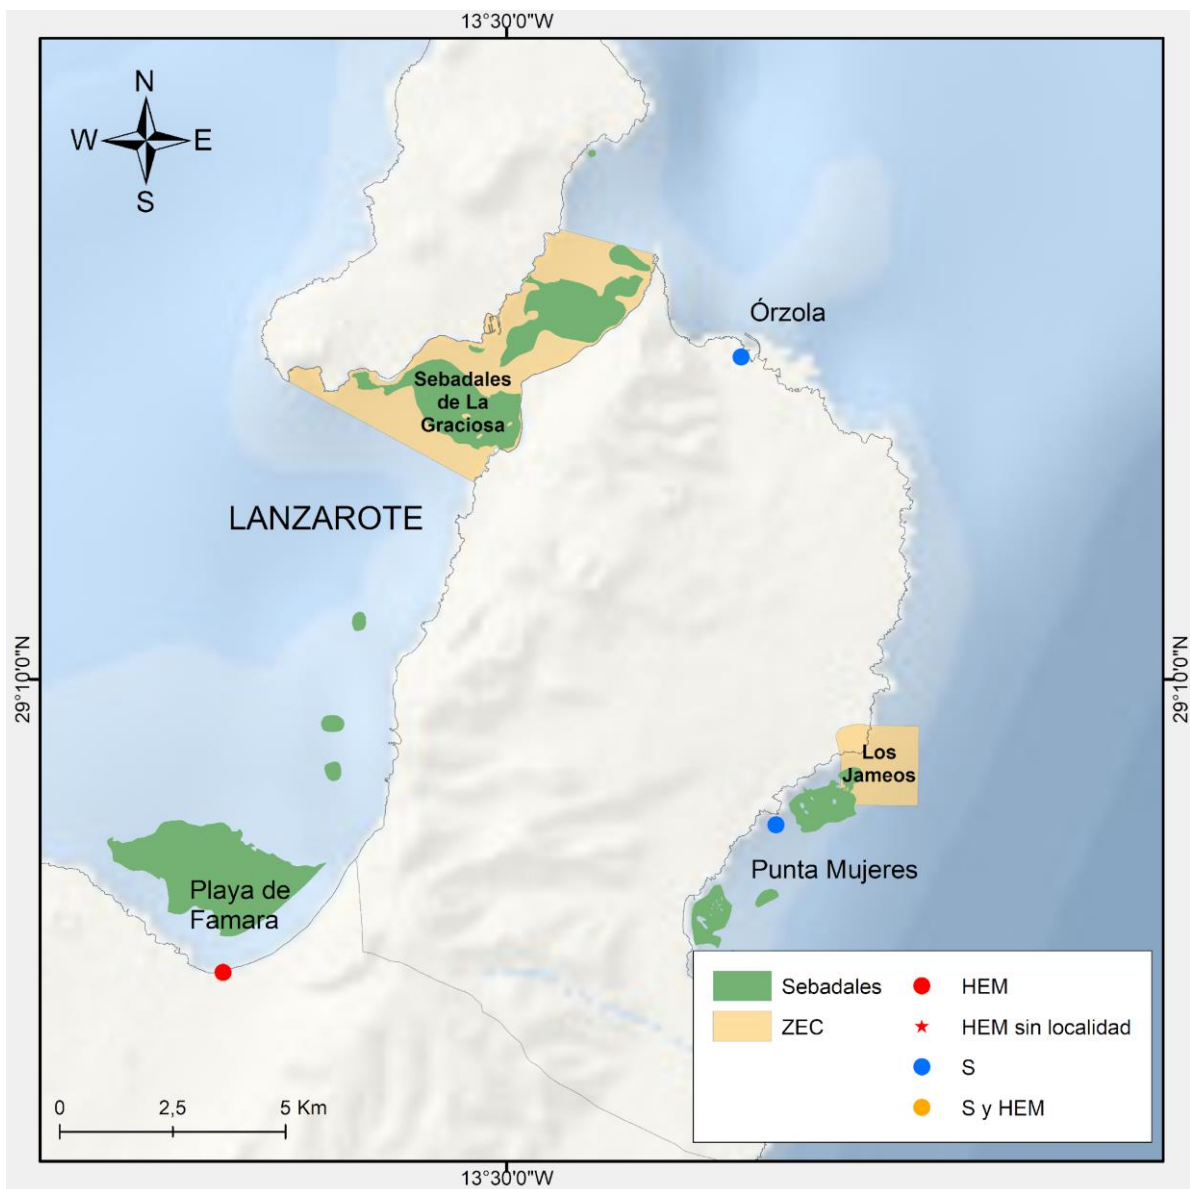 13°30'0"W
N
W
E
S
Órzola
Sebadales
de La
Graciosa
LANZAROTE
29°10'0"N
29°10'0"N
Los
Jameos
Punta Mujeres
Playa de
Famara
Sebadales
ZEC
HEM
HEM sin localidad
S
S y HEM
0
2,5
5 Km
13°30'0"W